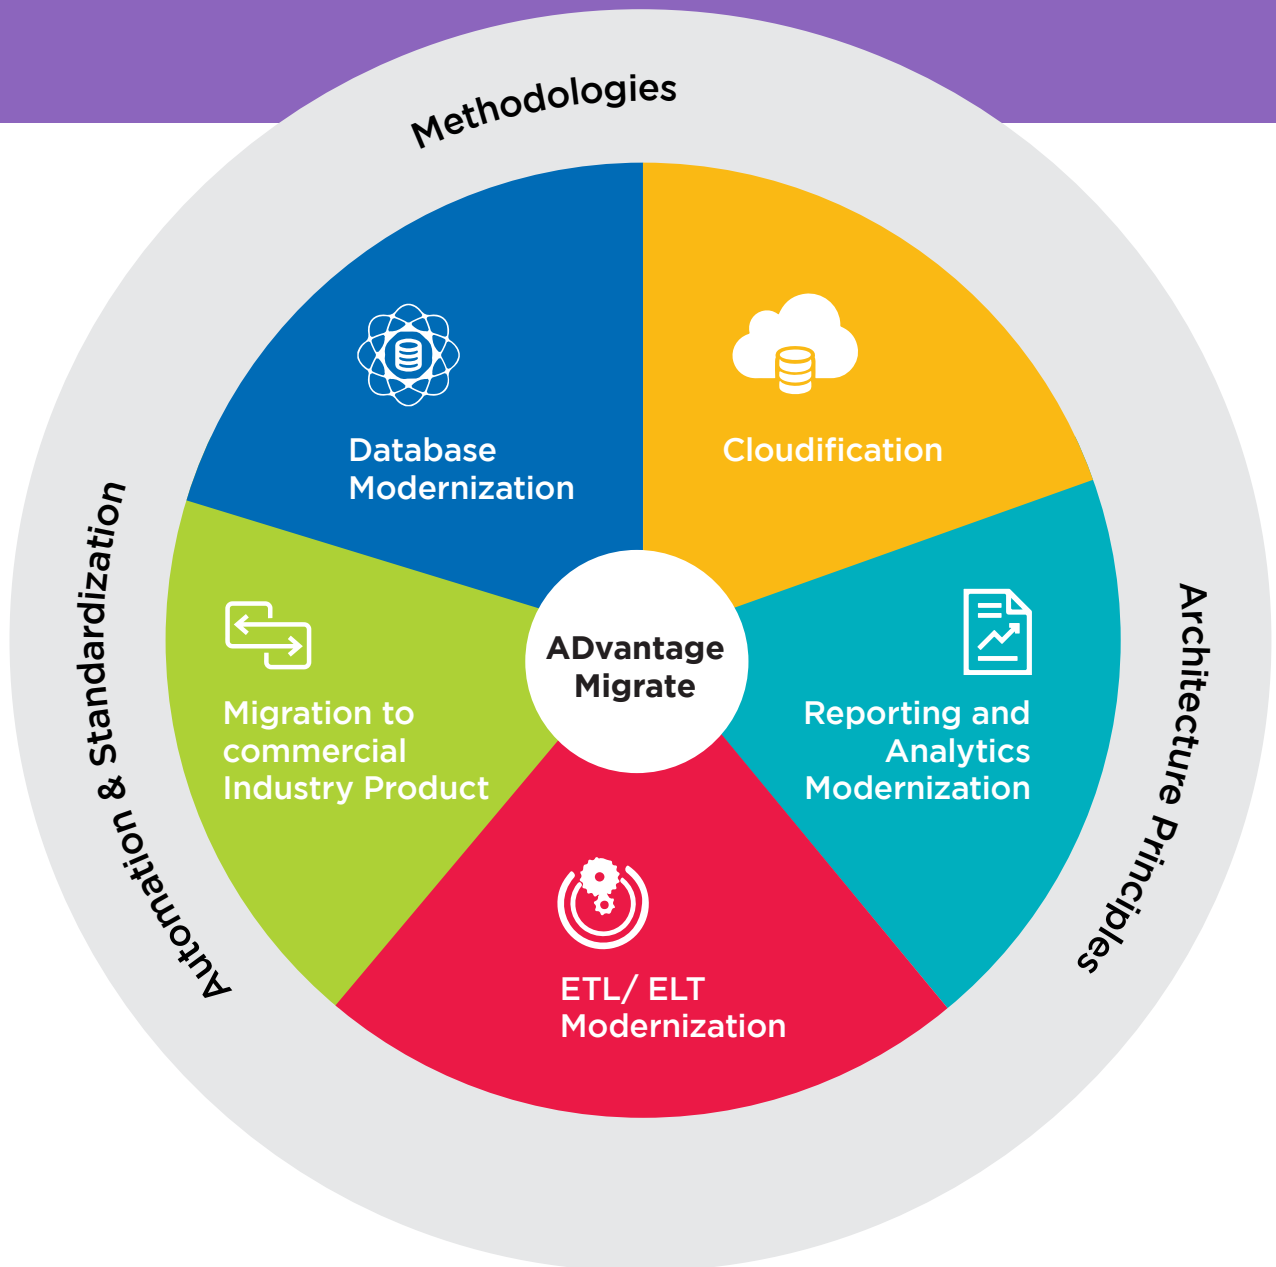 Methodologies
Database
Modernization
Cloudification
ADvantage
Migrate
Migration to
commercial
Industry Product
Reporting and
Analytics
Modernization
ETL/ ELT
Modernization
Automation & Standardization
Architecture Principles